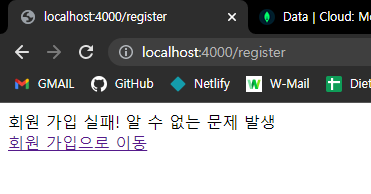 localhost:4000/register
Data | Cloud: Mo
localhost:4000/register
GMAIL
GitHub
Netlify
W-Mail
Diet
회원 가입 실패! 알 수 없는 문제 발생
회원 가입으로 이동